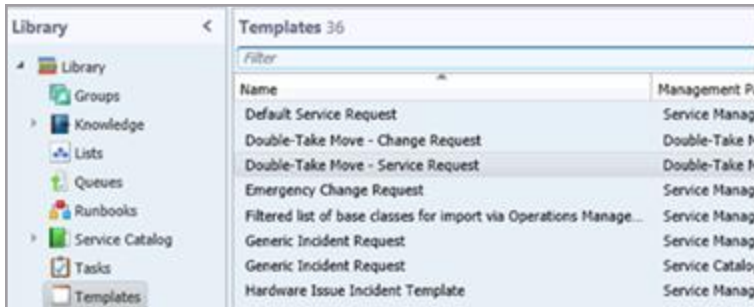 Library <
Templates 36
Filter
Library
Groups
Knowledge
Lists
Queues
Runbooks
Service Catalog
Tasks
Templates
Name Management P
Default Service Request Service Manag
Double-Take Move - Change Request Double-Take M
Double-Take Move - Service Request Double-Take M
Emergency Change Request Service Manag
Filtered list of base classes for import via Operations Manage... Service Manag
Generic Incident Request Service Manag
Generic Incident Request Service Catalo
Hardware Issue Incident Template Service Manag